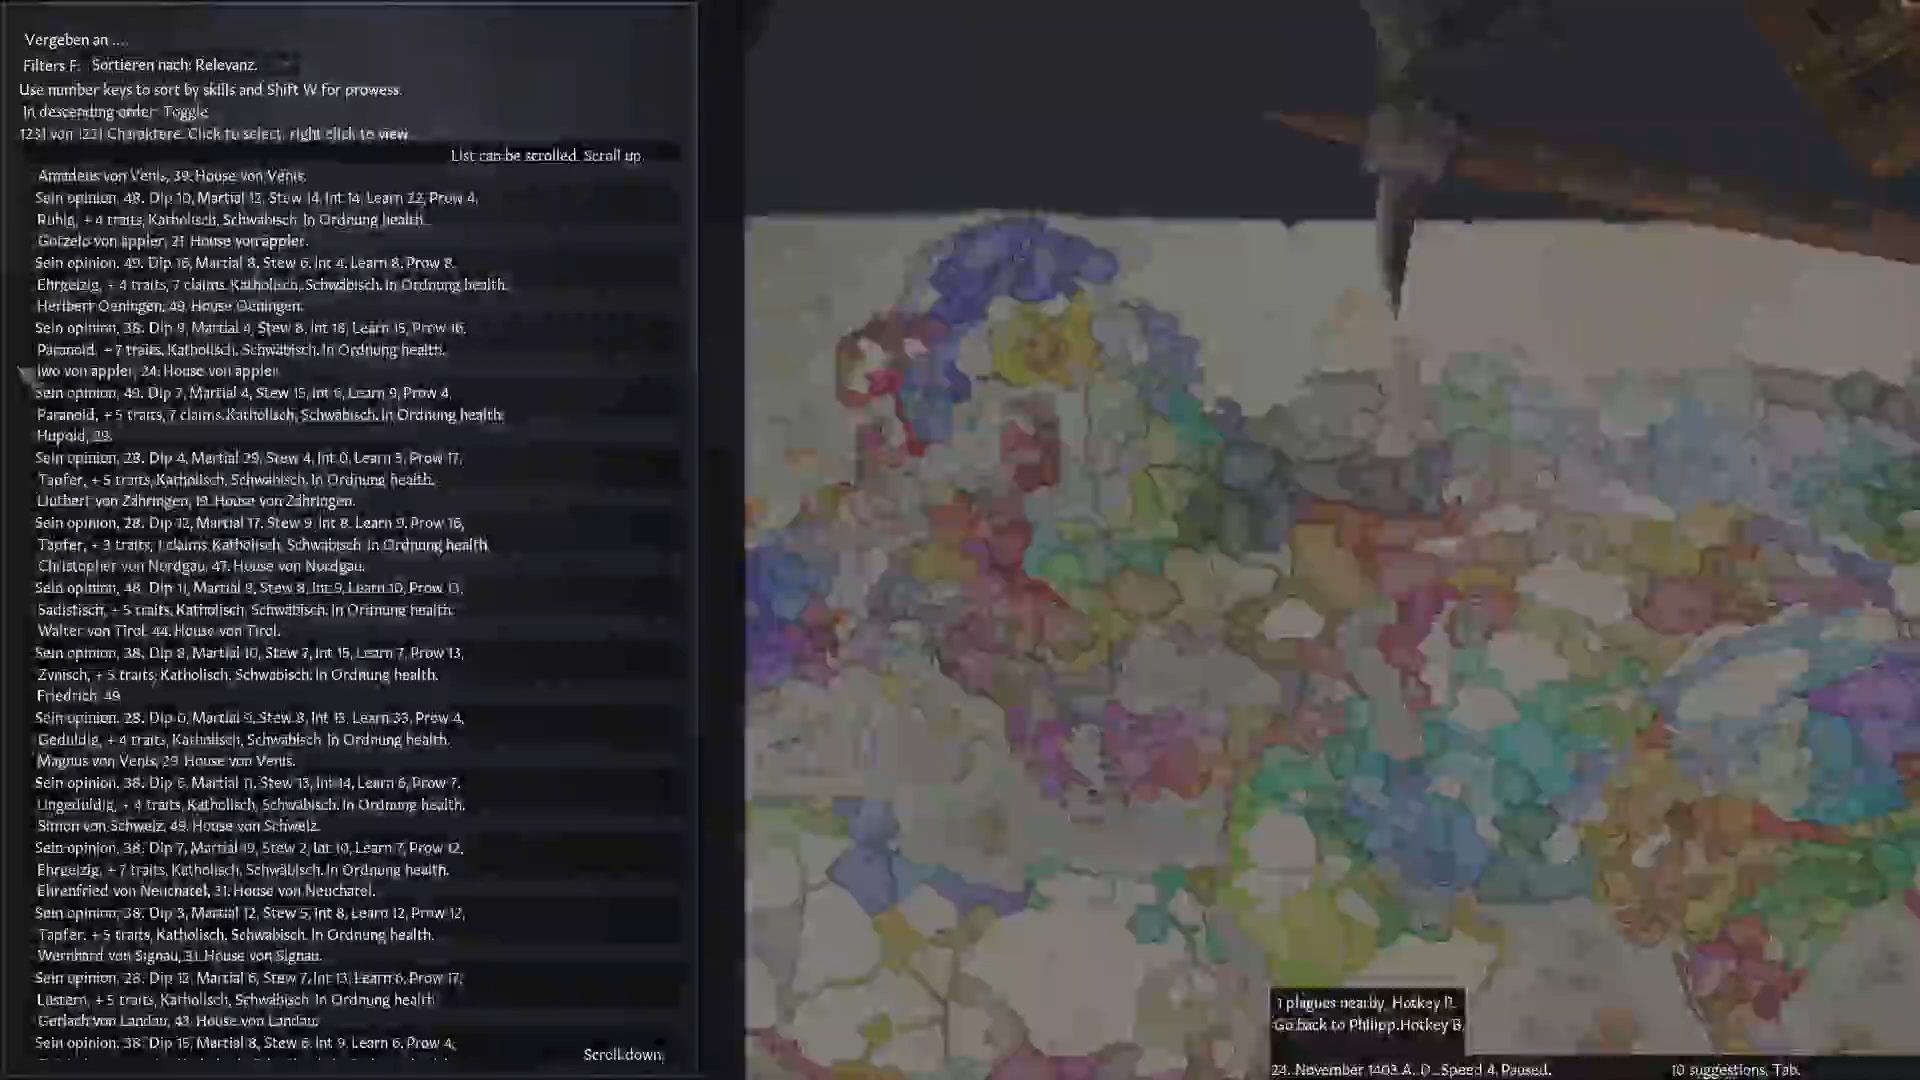 Vergeben an ....
Filters F. Sortieren nach: Relevanz.
Use number keys to sort by skills and Shift W for prowess.
In descending order Toggle
1231 von 1231 Charaktere. Click to select, right click to view
List can be scrolled. Scroll up.
Amadeus von Venis, 39. House von Venis.
Sein opinion, 48. Dip 10, Martial 12, Stew 14, Int 14, Learn 22, Prow 4,
Ruhig, + 4 traits, Katholisch, Schwäbisch. In Ordnung health.
Gotzelo von äppler, 21. House von äppler.
Sein opinion, 49. Dip 16, Martial 8, Stew 6, Int 4, Learn 8, Prow 8,
Ehrgeizig, + 4 traits, 7 claims. Katholisch, Schwäbisch. In Ordnung health.
Heribert Oeningen, 49. House Oeningen.
Sein opinion, 38. Dip 9, Martial 4, Stew 8, Int 18, Learn 15, Prow 16,
Paranoid, + 7 traits, Katholisch, Schwäbisch. In Ordnung health.
Iwo von äppler, 24. House von äppler.
Sein opinion, 49. Dip 7, Martial 4, Stew 15, Int 6, Learn 9, Prow 4,
Paranoid, + 5 traits, 7 claims. Katholisch, Schwäbisch. In Ordnung health.
Hupold, 29.
Sein opinion, 28. Dip 4, Martial 29, Stew 4, Int 0, Learn 3, Prow 17,
Tapfer, + 5 traits, Katholisch, Schwäbisch. In Ordnung health.
Liutbert von Zähringen, 19. House von Zähringen.
Sein opinion, 28. Dip 12, Martial 17, Stew 9, Int 8, Learn 9, Prow 16,
Tapfer, + 3 traits, 1 claims. Katholisch, Schwäbisch. In Ordnung health.
Christopher von Nordgau, 47. House von Nordgau.
Sein opinion, 48. Dip 11, Martial 9, Stew 8, Int 9, Learn 10, Prow 13,
Sadistisch, + 5 traits, Katholisch, Schwäbisch. In Ordnung health.
Walter von Tirol, 44. House von Tirol.
Sein opinion, 38. Dip 8, Martial 10, Stew 7, Int 15, Learn 7, Prow 13,
Zynisch, + 5 traits, Katholisch, Schwäbisch. In Ordnung health.
Friedrich, 49.
Sein opinion, 28. Dip 0, Martial 9, Stew 8, Int 13, Learn 33, Prow 4,
Geduldig, + 4 traits, Katholisch, Schwäbisch. In Ordnung health.
Magnus von Venis, 29. House von Venis.
Sein opinion, 38. Dip 6, Martial 11, Stew 13, Int 14, Learn 6, Prow 7,
Ungeduldig, + 4 traits, Katholisch, Schwäbisch. In Ordnung health.
Simon von Schweiz, 49. House von Schweiz.
Sein opinion, 38. Dip 7, Martial 19, Stew 2, Int 10, Learn 7, Prow 12,
Ehrgeizig, + 7 traits, Katholisch, Schwäbisch. In Ordnung health.
Ehrenfried von Neuchatel, 31. House von Neuchatel.
Sein opinion, 38. Dip 3, Martial 12, Stew 5, Int 8, Learn 12, Prow 12,
Tapfer, + 5 traits, Katholisch, Schwäbisch. In Ordnung health.
Wernhard von Signau, 31. House von Signau.
Sein opinion, 28. Dip 12, Martial 6, Stew 7, Int 13, Learn 6, Prow 17,
Lüstern, + 5 traits, Katholisch, Schwäbisch. In Ordnung health.
Gerlach von Landau, 43. House von Landau.
Sein opinion, 38. Dip 15, Martial 8, Stew 6, Int 9, Learn 6, Prow 4,
Scroll down.
1 plagues nearby, Hotkey
Go back to Philipp. Hotkey B.
24. November 1403 A. D.. Speed 4. Paused.
10 suggestions, Tab.